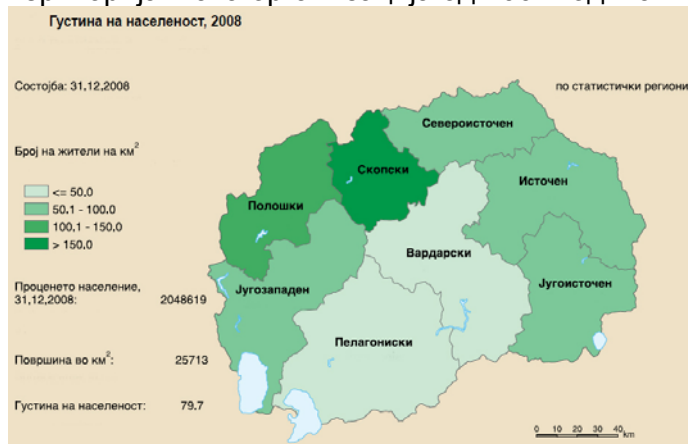 Густина на населеност, 2008
Состојба: 31.12.2008
по статистички региони
Број на жители на км²
<= 50.0
50.1 - 100.0
100.1 - 150.0
> 150.0
Североисточен
Скопски
Источен
Полошки
Вардарски
Југозападен
Југоисточен
Пелагониски
Проценето население,
31.12.2008: 2048619
Површина во км²: 25713
Густина на населеност: 79.7
0 10 20 30 40 km